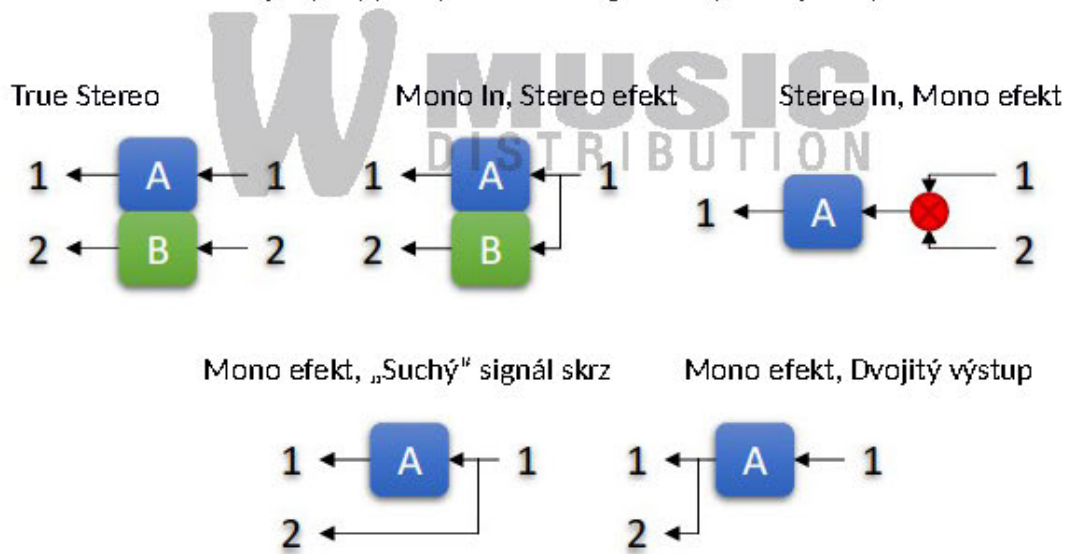 W MUSIC
DISTRIBUTION
True Stereo
Mono In, Stereo efekt
Stereo In, Mono efekt
1 A 1
2 B 2
1 A 1
2 B
1 A 1
2
Mono efekt, „Suchý“ signál skrz
Mono efekt, Dvojitý výstup
1 A 1
2
1 A 1
2